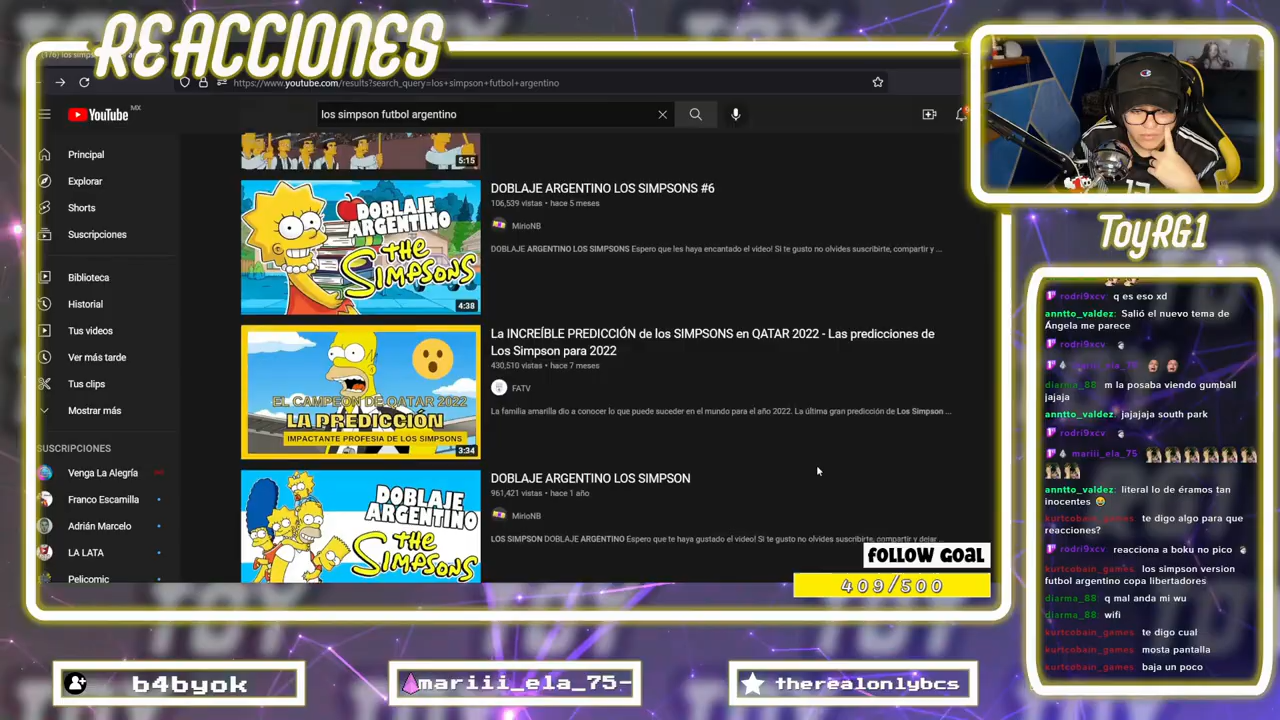 REACCIONES
https://www.youtube.com/results?search_query=los+simpson+futbol+argentino
YouTube MX
los simpson futbol argentino
Principal
Explorar
Shorts
Suscripciones
Biblioteca
Historial
Tus videos
Ver más tarde
Tus clips
Mostrar más
SUSCRIPCIONES
Venga La Alegría
Franco Escamilla
Adrián Marcelo
LA LATA
Pelicomic
5:15
DOBLAJE
ARGENTINO
THE
SIMPSONS
4:38
DOBLAJE ARGENTINO LOS SIMPSONS #6
106,539 vistas • hace 5 meses
MirioNB
DOBLAJE ARGENTINO LOS SIMPSONS Espero que les haya encantado el video! Si te gusto no olvides suscribirte, compartir y ...
EL CAMPEON DE QATAR 2022
LA PREDICCIÓN
IMPACTANTE PROFESIA DE LOS SIMPSONS
3:34
La INCREÍBLE PREDICCIÓN de los SIMPSONS en QATAR 2022 - Las predicciones de
Los Simpson para 2022
430,510 vistas • hace 7 meses
FATV
La familia amarilla dio a conocer lo que puede suceder en el mundo para el año 2022. La última gran predicción de Los Simpson ...
DOBLAJE
ARGENTINO
THE
SIMPSONS
DOBLAJE ARGENTINO LOS SIMPSON
961,421 vistas • hace 1 año
MirioNB
LOS SIMPSON DOBLAJE ARGENTINO Espero que te haya gustado el video! Si te gusto no olvides suscribirte, compartir y dejar ...
FOLLOW GOAL
409/500
ToyRG1
rodri9xcv: q es eso xd
anntto_valdez: Salió el nuevo tema de
Ángela me parece
rodri9xcv:
mariii_ela_75:
diarma_88: m la posaba viendo gumball
jajaja
anntto_valdez: jajajaja south park
rodri9xcv:
mariii_ela_75:
anntto_valdez: literal lo de éramos tan
inocentes
kurtcobain_games: te digo algo para que
reacciones?
rodri9xcv: reacciona a boku no pico
kurtcobain_games: los simpson version
futbol argentino copa libertadores
diarma_88: q mal anda mi wu
diarma_88: wifi
kurtcobain_games: te digo cual
kurtcobain_games: mosta pantalla
kurtcobain_games: baja un poco
b4byok
mariii_ela_75-
therealonlybcs